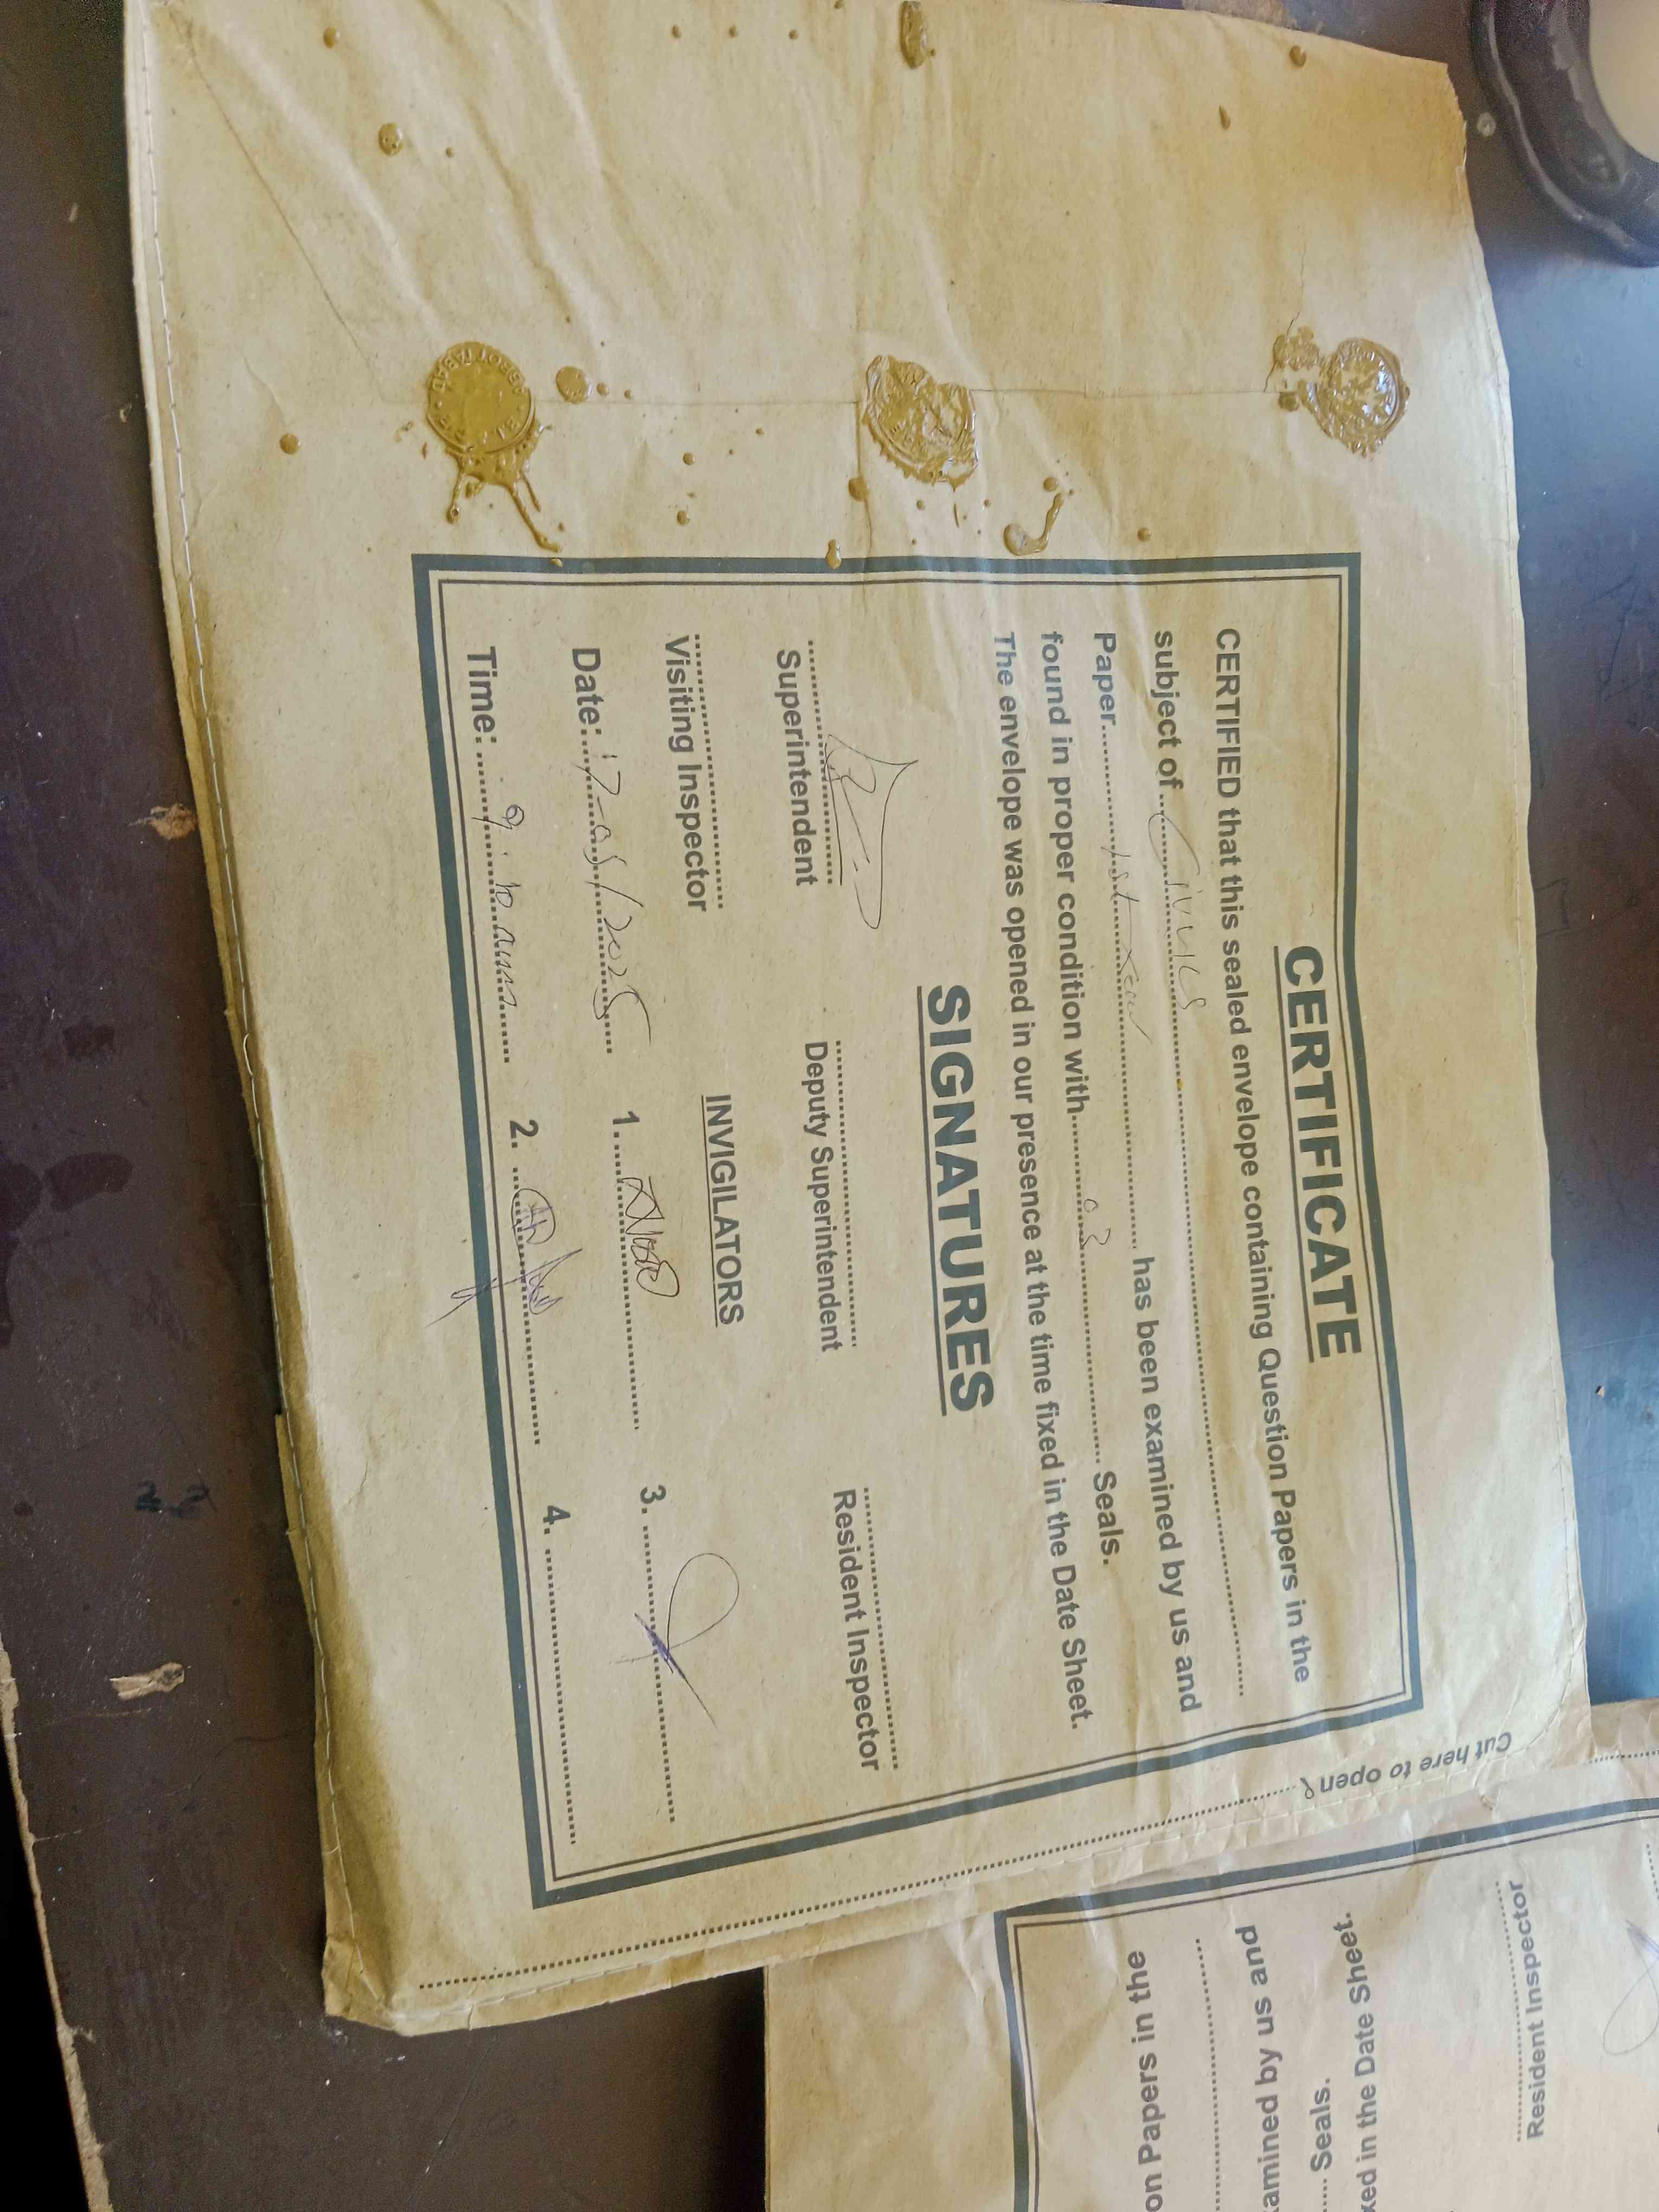 CERTIFICATE
CERTIFIED that this sealed envelope containing Question Papers in the
subject of...Civics
Paper...1st year... has been examined by us and
found in proper condition with...03... Seals.
The envelope was opened in our presence at the time fixed in the Date Sheet.
SIGNATURES
Superintendent Deputy Superintendent Resident Inspector
Visiting Inspector INVIGILATORS
Date: 17-05/2025 1. 3.
Time: 9:10 am 2. 4.
Cut here to open
ABBOTTABAD
on Papers in the
amined by us and
Seals.
xed in the Date Sheet.
Resident Inspector